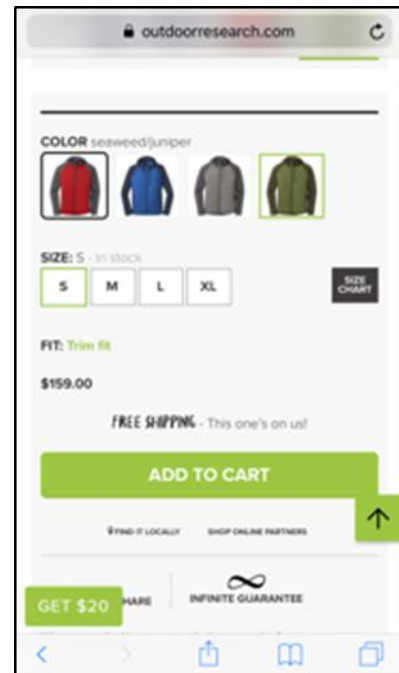 outdoorresearch.com
COLOR seaweed/juniper
SIZE: S - In stock
S M L XL
SIZE
CHART
FIT: Trim fit
$159.00
FREE SHIPPING - This one's on us!
ADD TO CART
FIND IT LOCALLY SHOP ONLINE PARTNERS
GET $20
INFINITE GUARANTEE